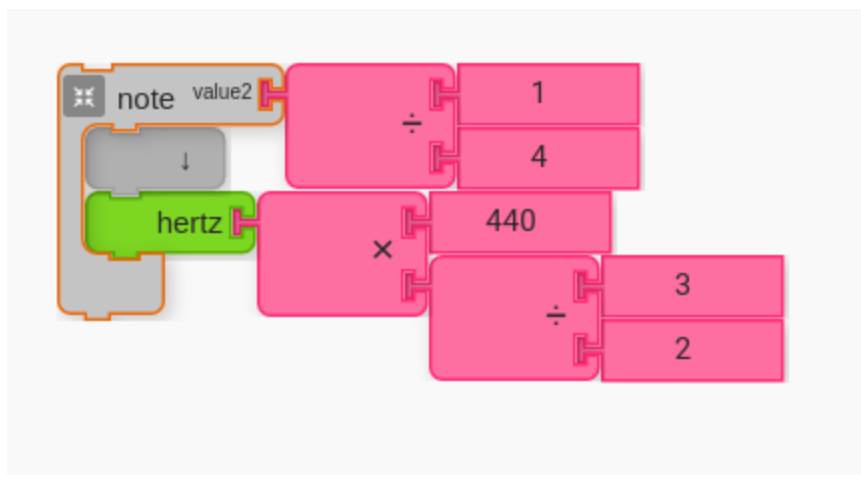 note value2 ÷ 1
4
↓
hertz × 440
÷ 3
2